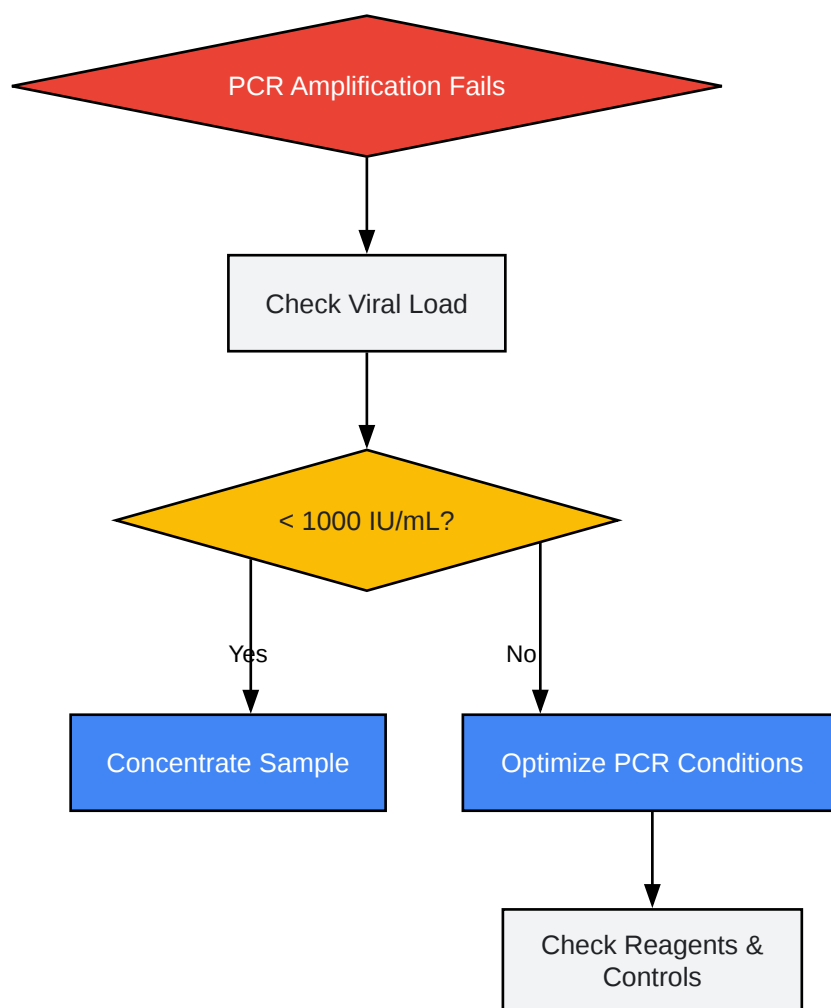 PCR Amplification Fails
Check Viral Load
< 1000 IU/mL?
Yes
No
Concentrate Sample
Optimize PCR Conditions
Check Reagents &
Controls